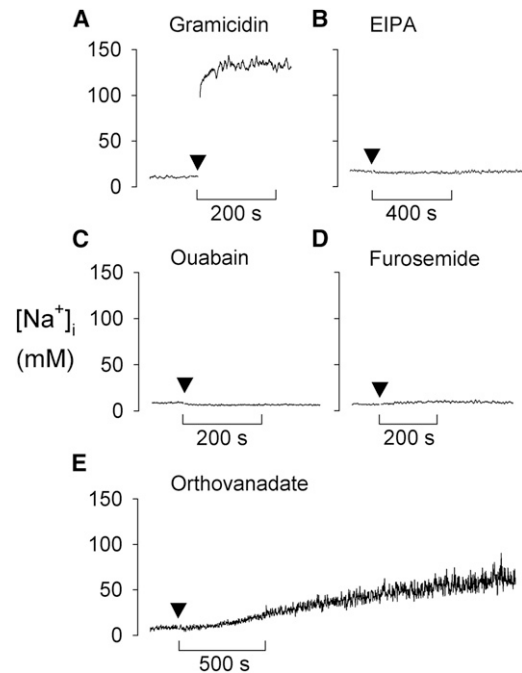 A Gramicidin
B EIPA
150
100
50
0
200 s
400 s
C Ouabain
D Furosemide
150
100
50
0
200 s
200 s
[Na⁺]ᵢ
(mM)
E
Orthovanadate
150
100
50
0
500 s